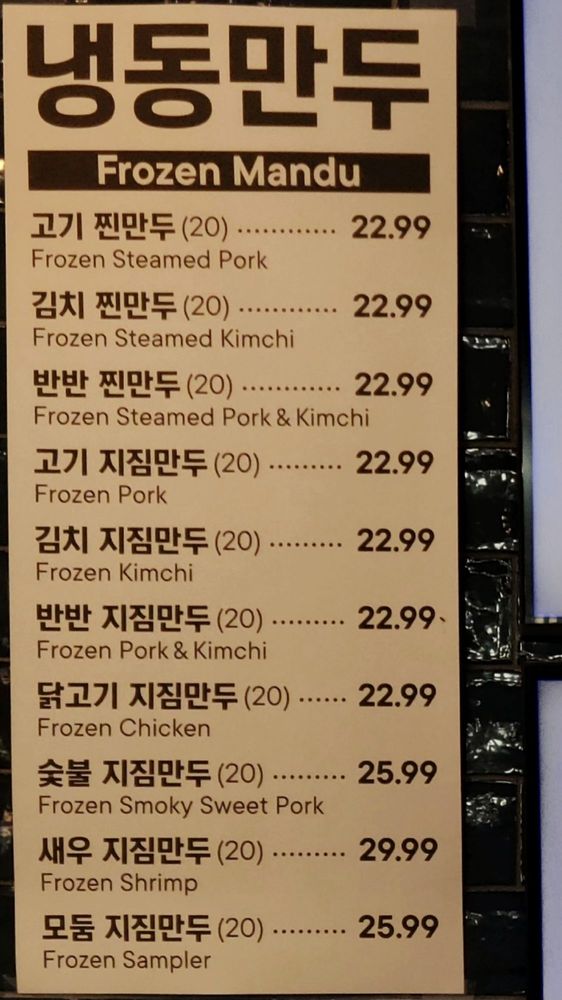 냉동만두
Frozen Mandu
고기 찐만두 (20) ............ 22.99
Frozen Steamed Pork
김치 찐만두 (20) ............ 22.99
Frozen Steamed Kimchi
반반 찐만두 (20) ............ 22.99
Frozen Steamed Pork & Kimchi
고기 지짐만두 (20) ......... 22.99
Frozen Pork
김치 지짐만두 (20) ......... 22.99
Frozen Kimchi
반반 지짐만두 (20) ......... 22.99
Frozen Pork & Kimchi
닭고기 지짐만두 (20) ...... 22.99
Frozen Chicken
숯불 지짐만두 (20) ......... 25.99
Frozen Smoky Sweet Pork
새우 지짐만두 (20) ......... 29.99
Frozen Shrimp
모둠 지짐만두 (20) ......... 25.99
Frozen Sampler